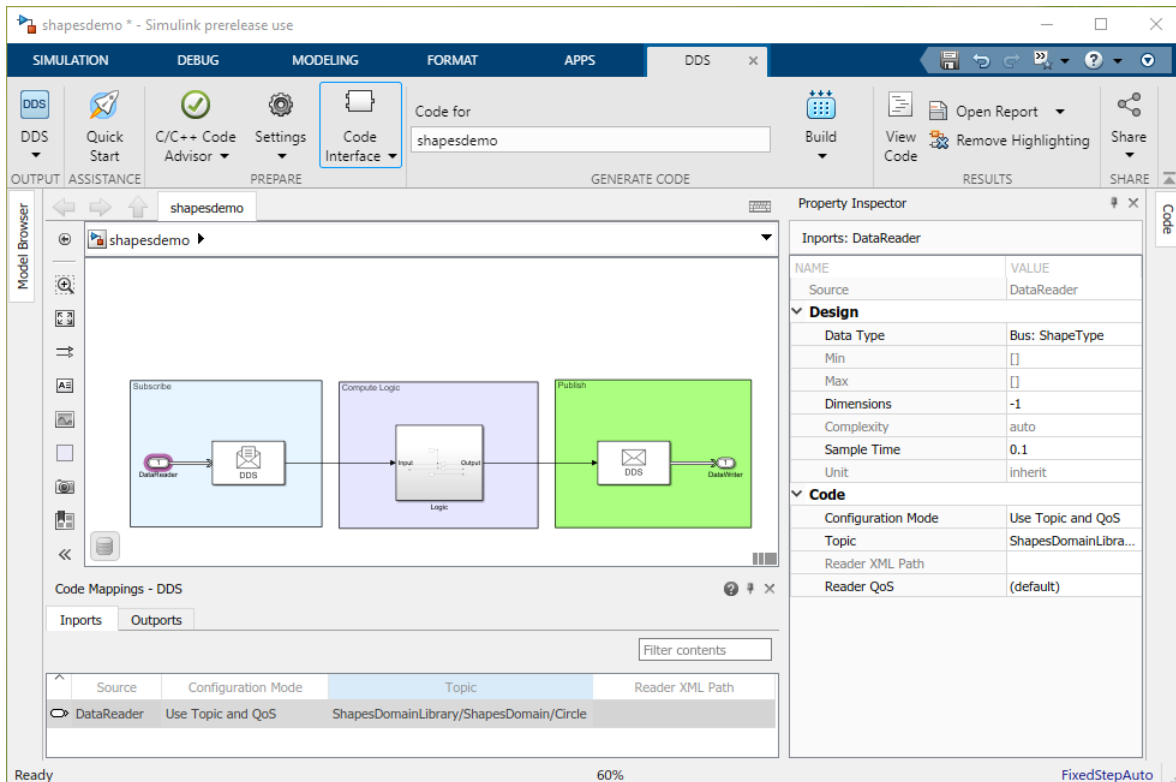 shapesdemo * - Simulink prerelease use
SIMULATION DEBUG MODELING FORMAT APPS DDS
DDS
DDS
Quick
Start
C/C++ Code
Advisor
Settings
Code
Interface
Code for
shapesdemo
Build
View
Code
Open Report
Remove Highlighting
Share
OUTPUT ASSISTANCE PREPARE GENERATE CODE RESULTS SHARE
Model Browser
shapesdemo
shapesdemo
Subscribe
1
DataReader
DDS
Compute Logic
Input
Output
Logic
Publish
DDS
1
DataWriter
Code Mappings - DDS
Inports Outports
Filter contents
Source Configuration Mode Topic Reader XML Path
DataReader Use Topic and QoS ShapesDomainLibrary/ShapesDomain/Circle
Property Inspector
Inports: DataReader
NAME VALUE
Source DataReader
Design
Data Type Bus: ShapeType
Min []
Max []
Dimensions -1
Complexity auto
Sample Time 0.1
Unit inherit
Code
Configuration Mode Use Topic and QoS
Topic ShapesDomainLibra...
Reader XML Path
Reader QoS (default)
Code
Ready 60% FixedStepAuto